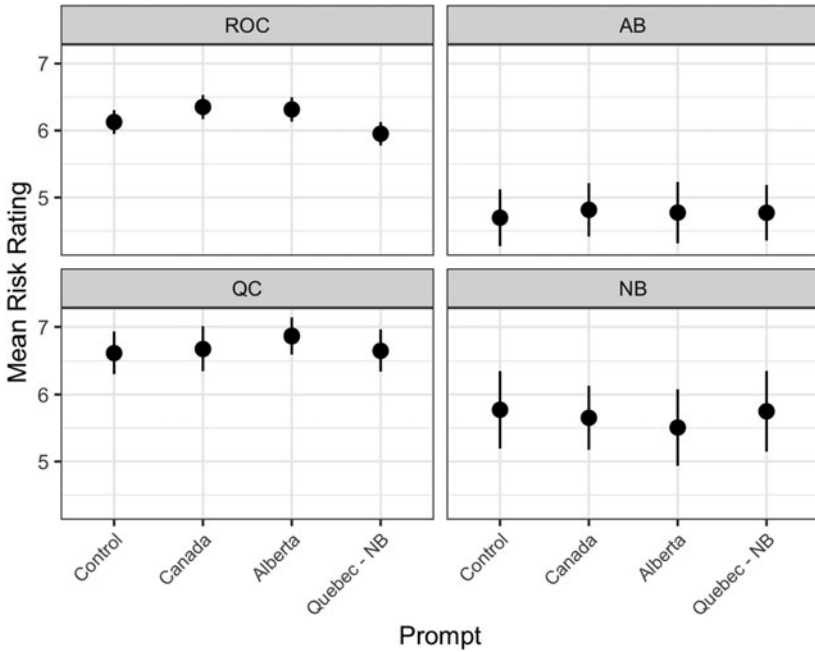 ROC
AB
7
6
5
QC
NB
7
6
5
Mean Risk Rating
Control
Canada
Alberta
Quebec - NB
Control
Canada
Alberta
Quebec - NB
Prompt